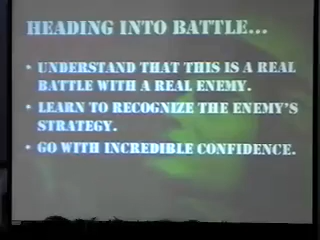 HEADING INTO BATTLE...
• UNDERSTAND THAT THIS IS A REAL
BATTLE WITH A REAL ENEMY.
• LEARN TO RECOGNIZE THE ENEMY'S
STRATEGY.
• GO WITH INCREDIBLE CONFIDENCE.